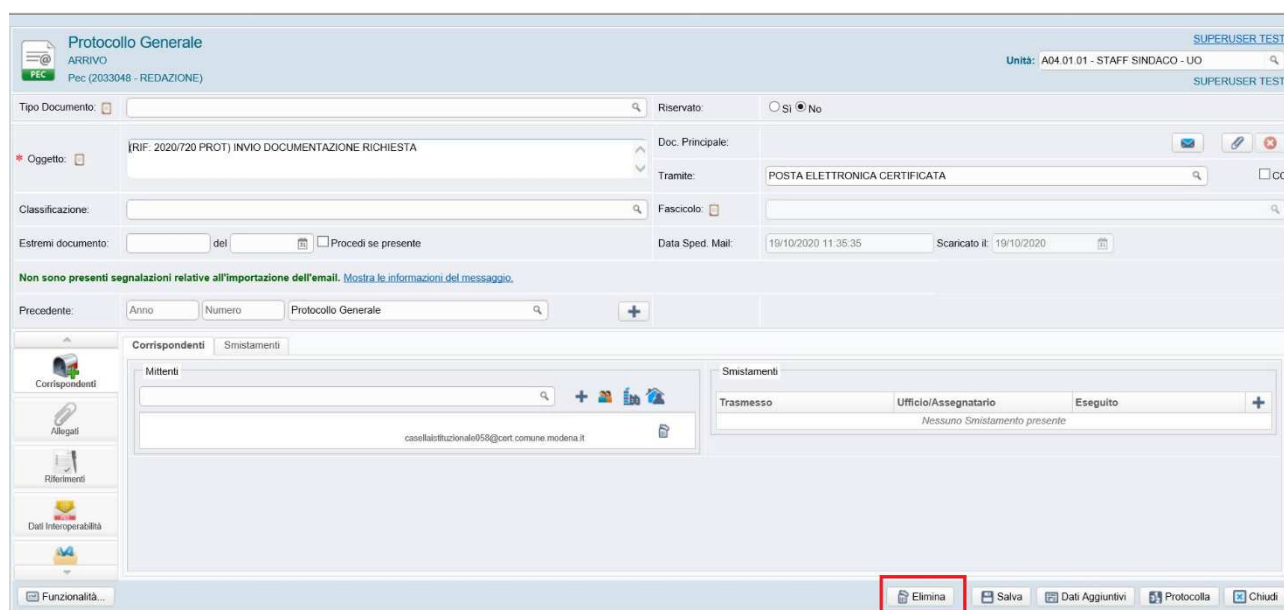 Protocollo Generale
ARRIVO
Pec (2033048 - REDAZIONE)
PEC
SUPERUSER TEST
Unità: A04.01.01 - STAFF SINDACO - UO
SUPERUSER TEST
Tipo Documento:
Riservato: Sì No
* Oggetto: (RIF: 2020/720 PROT) INVIO DOCUMENTAZIONE RICHIESTA
Doc. Principale:
Tramite: POSTA ELETTRONICA CERTIFICATA CC
Classificazione:
Fascicolo:
Estremi documento: del Procedi se presente
Data Sped. Mail: 19/10/2020 11:35:35 Scaricato il: 19/10/2020
Non sono presenti segnalazioni relative all'importazione dell'email. Mostra le informazioni del messaggio.
Precedente: Anno Numero Protocollo Generale
Corrispondenti
Allegati
Riferimenti
Dati Interoperabilità
Corrispondenti Smistamenti
Mittenti
casellaistituzionale058@cert.comune.modena.it
Smistamenti
Trasmesso Ufficio/Assegnatario Eseguito
Nessuno Smistamento presente
Funzionalità... Elimina Salva Dati Aggiuntivi Protocolla Chiudi